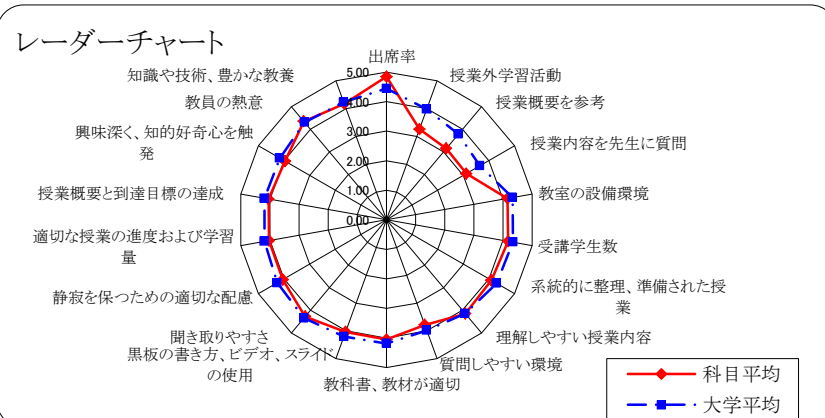 レーダーチャート
出席率
授業外学習活動
授業概要を参考
授業内容を先生に質問
教室の設備環境
受講学生数
系統的に整理、準備された授
業
理解しやすい授業内容
質問しやすい環境
教科書、教材が適切
黒板の書き方、ビデオ、スライド
の使用
聞き取りやすさ
静寂を保つための適切な配慮
適切な授業の進度および学習
量
授業概要と到達目標の達成
興味深く、知的好奇心を触
発
教員の熱意
知識や技術、豊かな教養
5.00
4.00
3.00
2.00
1.00
0.00
科目平均
大学平均